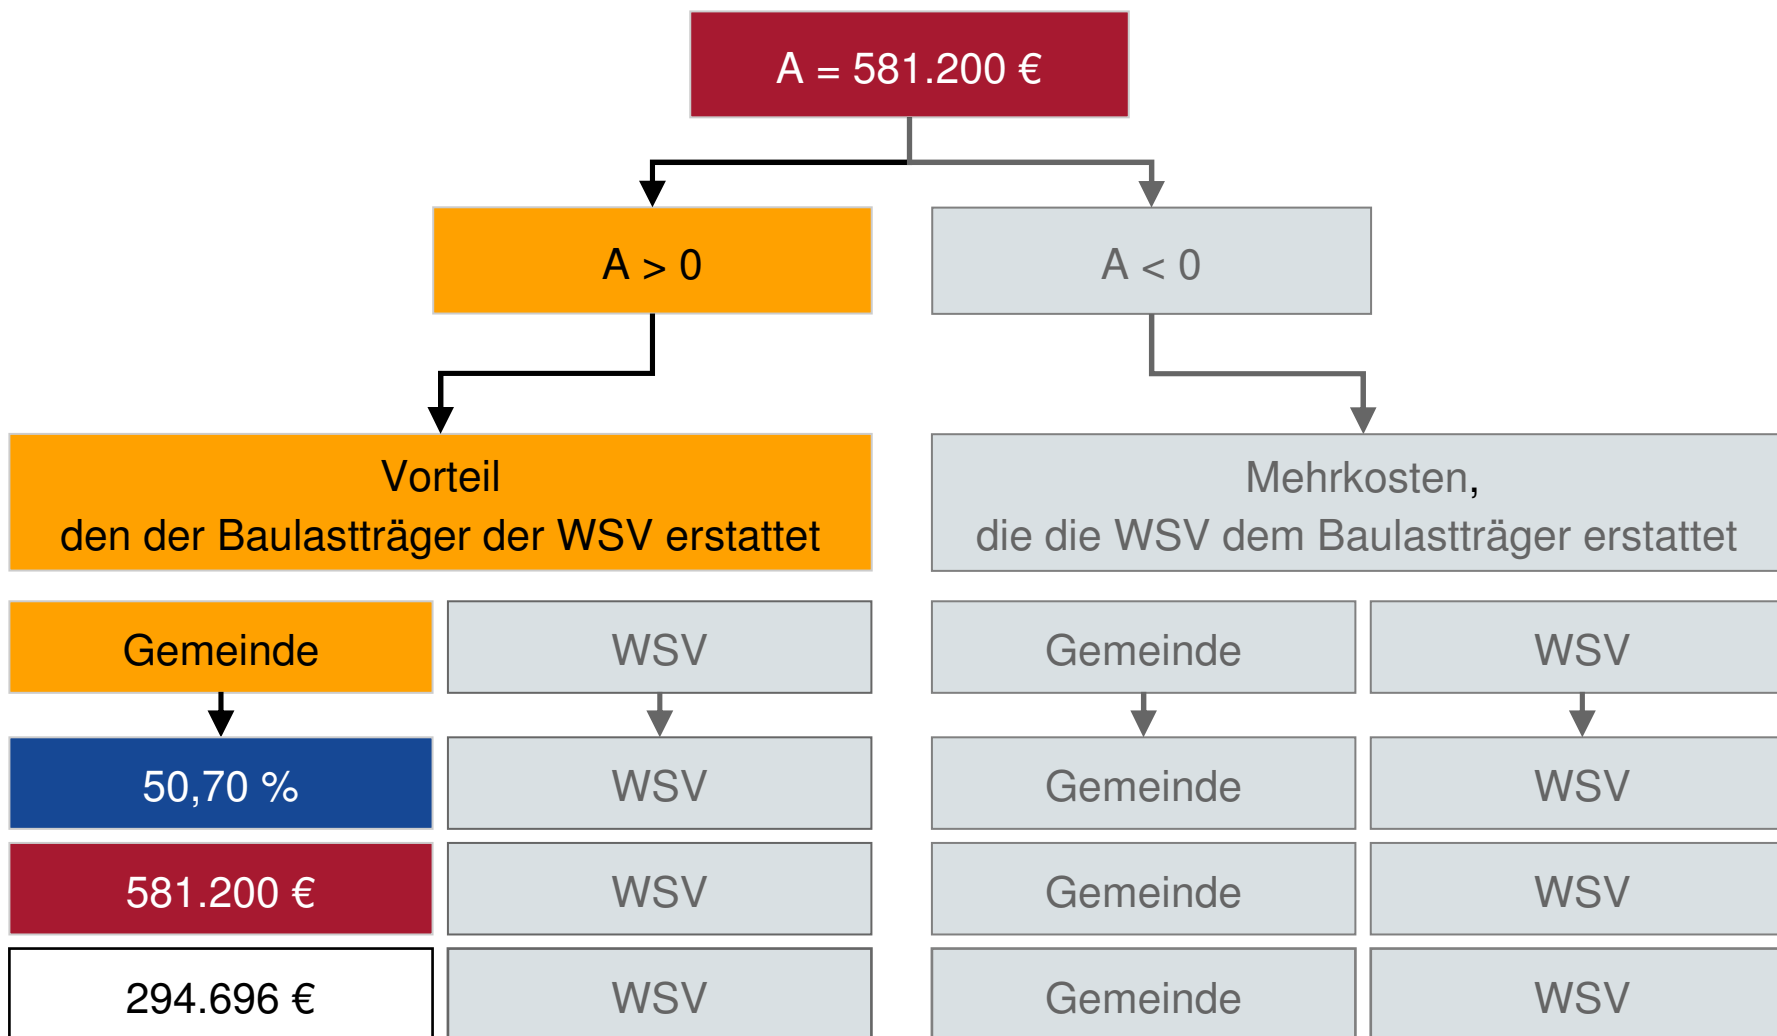 A = 581.200 €
A > 0
A < 0
Vorteil
den der Baulastträger der WSV erstattet
Mehrkosten,
die die WSV dem Baulastträger erstattet
Gemeinde
WSV
Gemeinde
WSV
50,70 %
WSV
Gemeinde
WSV
581.200 €
WSV
Gemeinde
WSV
294.696 €
WSV
Gemeinde
WSV